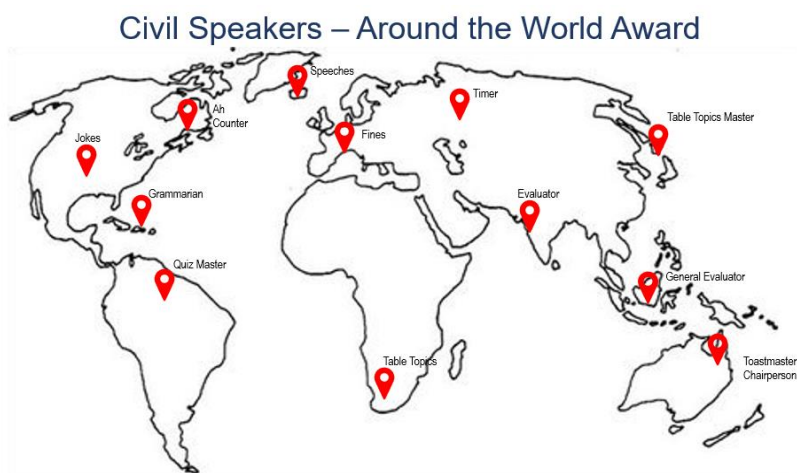 Civil Speakers – Around the World Award
Speeches
Timer
Ah
Counter
Table Topics Master
Jokes
Fines
Grammarian
Evaluator
Quiz Master
General Evaluator
Table Topics
Toastmaster
Chairperson